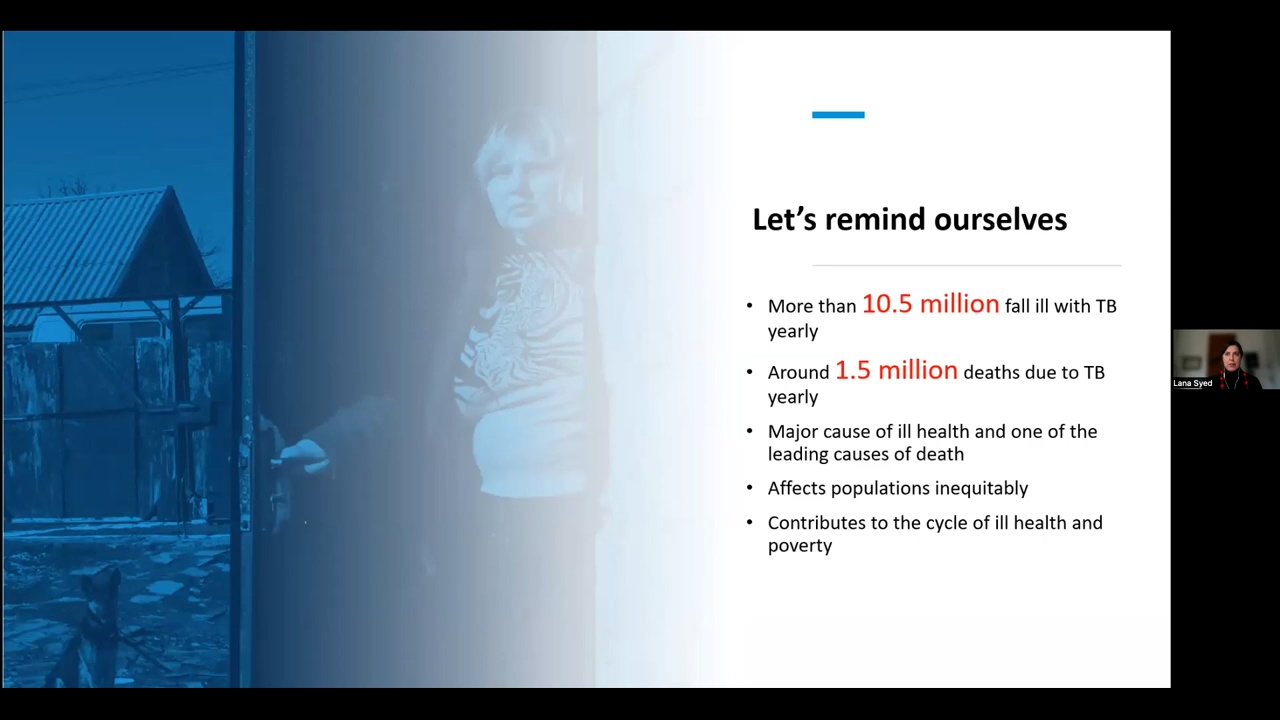 Let's remind ourselves
• More than 10.5 million fall ill with TB
yearly
• Around 1.5 million deaths due to TB
yearly
• Major cause of ill health and one of the
leading causes of death
• Affects populations inequitably
• Contributes to the cycle of ill health and
poverty
Lana Syed